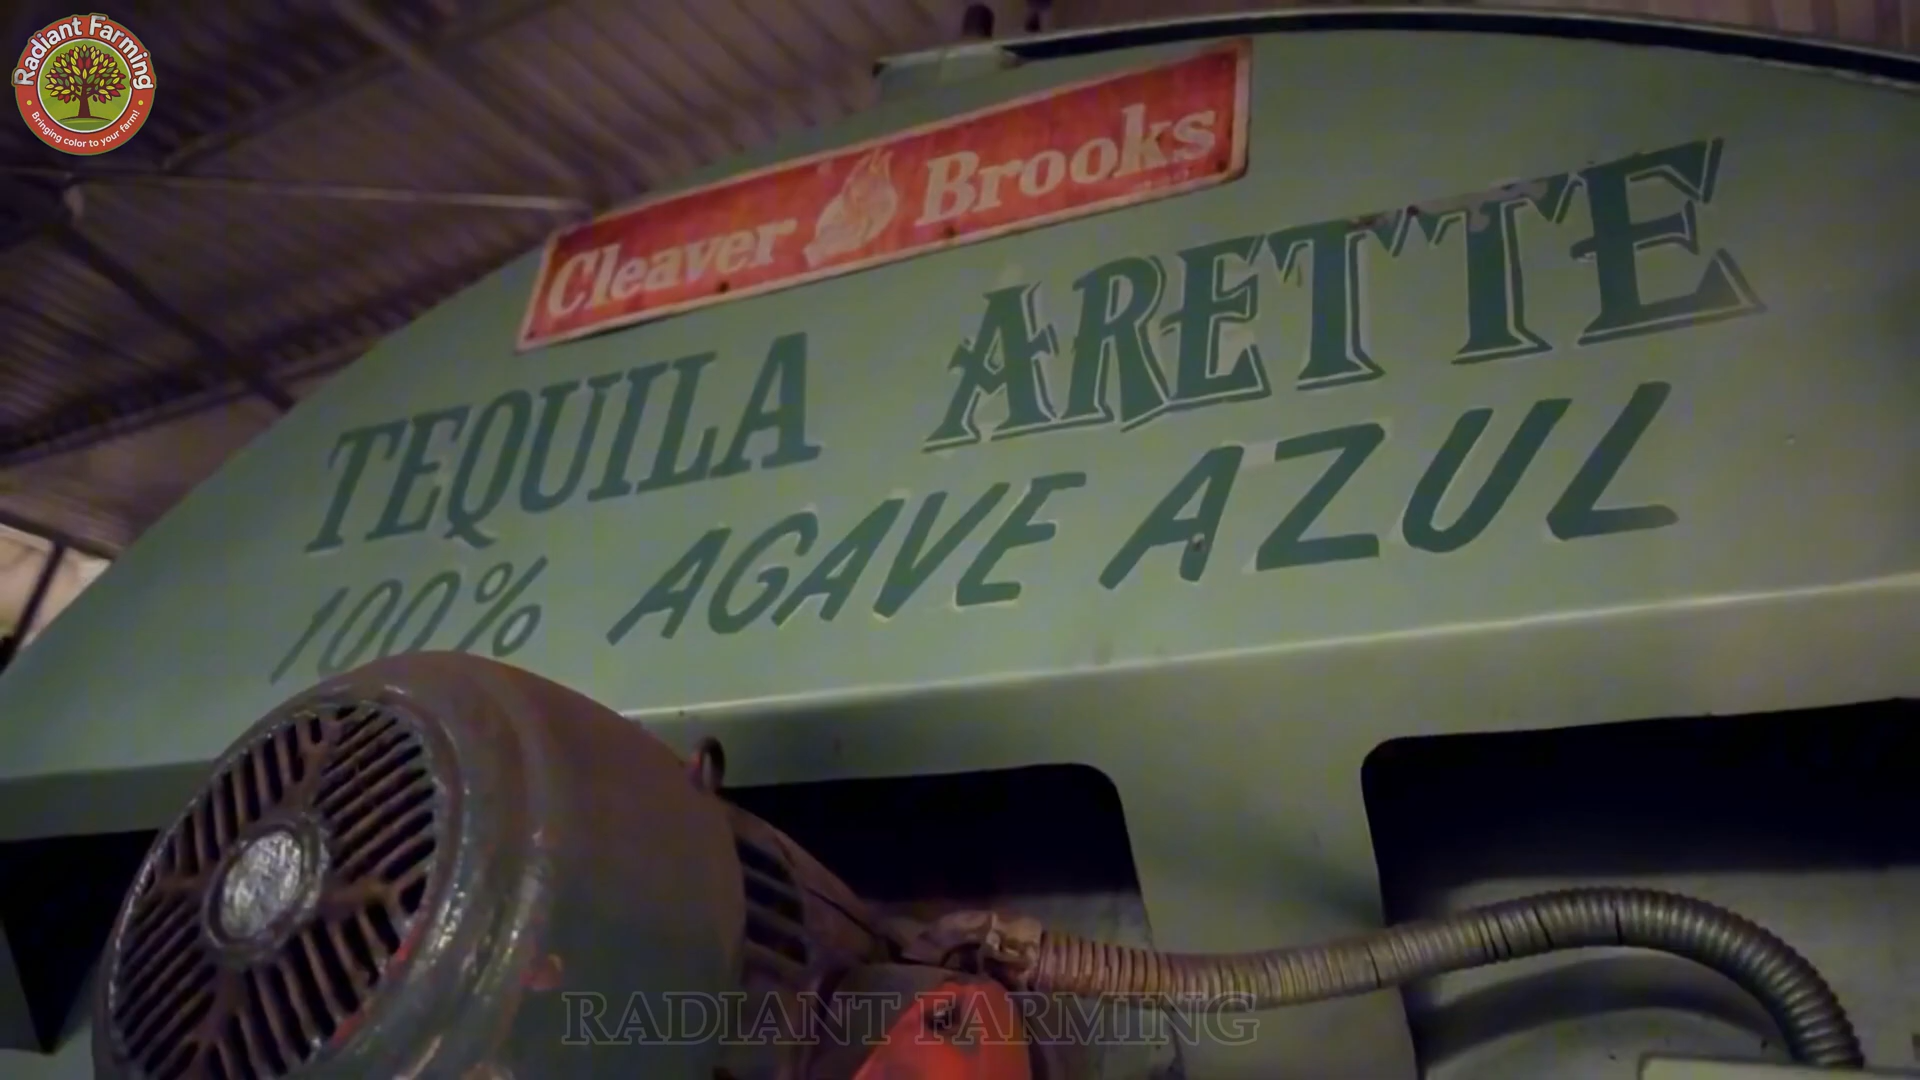 Radiant Farming
Bringing color to your farm!
Cleaver Brooks
TEQUILA ARETTE
100% AGAVE AZUL
RADIANT FARMING